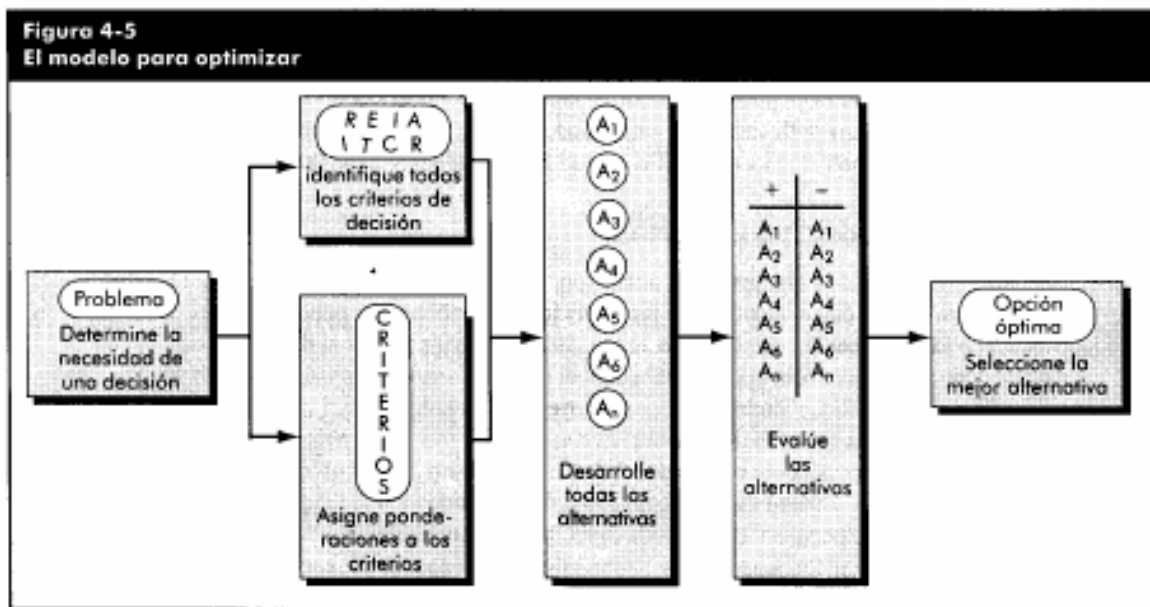 Figura 4-5
El modelo para optimizar
Problema
Determine la
necesidad de
una decisión
R E I A
I T C R
identifique todos
los criterios de
decisión
C
R
I
T
E
R
I
O
S
Asigne ponde-
raciones a los
criterios
A1
A2
A3
A4
A5
A6
An
Desarrolle
todas las
alternativas
+ −
A1 A1
A2 A2
A3 A3
A4 A4
A5 A5
A6 A6
An An
Evalúe
las
alternativas
Opción
óptima
Seleccione la
mejor alternativa